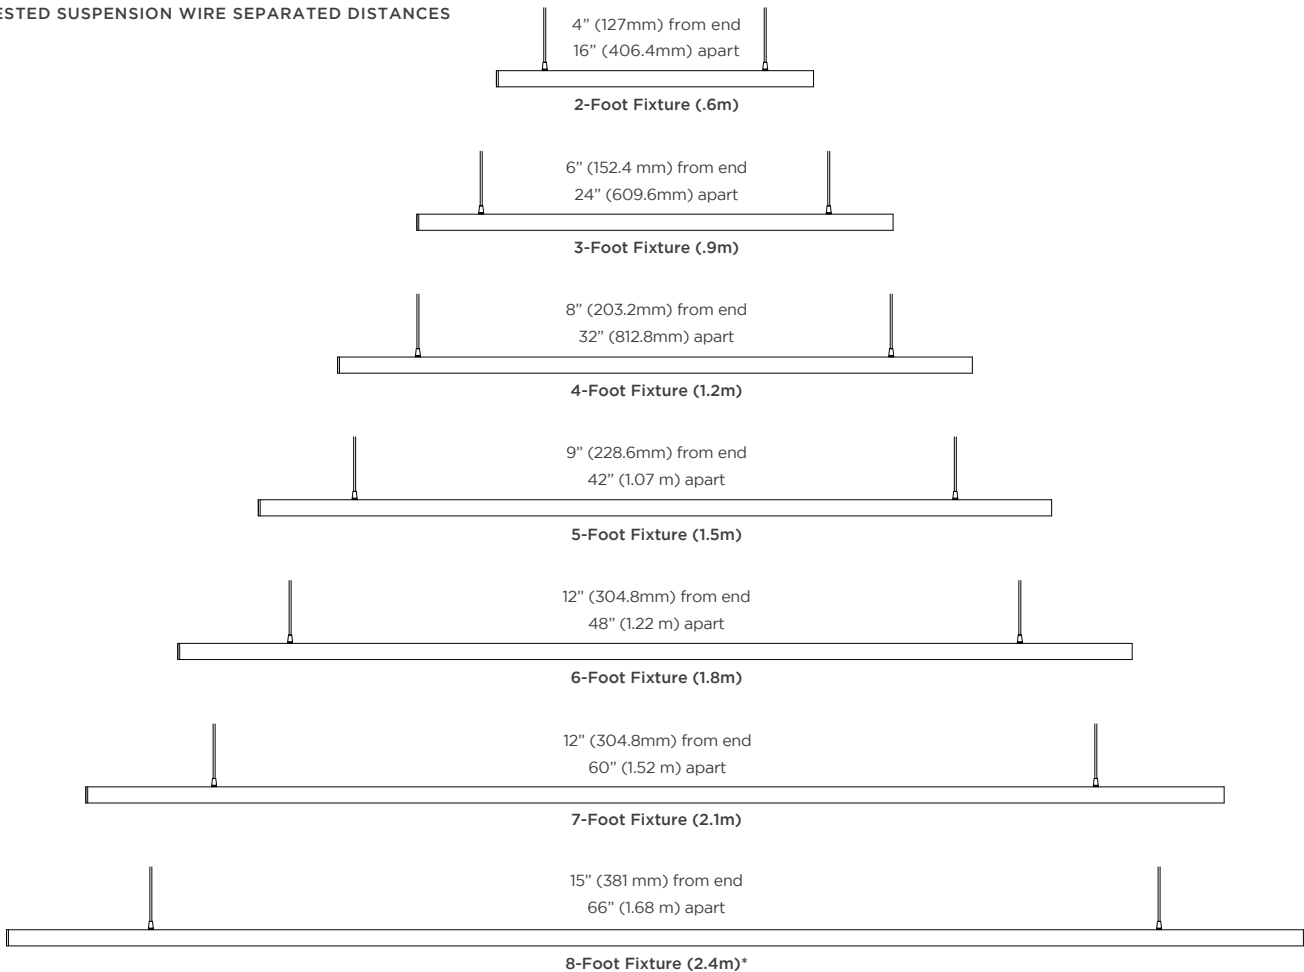 ESTED SUSPENSION WIRE SEPARATED DISTANCES
4” (127mm) from end
16” (406.4mm) apart
2-Foot Fixture (.6m)
6” (152.4 mm) from end
24” (609.6mm) apart
3-Foot Fixture (.9m)
8” (203.2mm) from end
32” (812.8mm) apart
4-Foot Fixture (1.2m)
9” (228.6mm) from end
42” (1.07 m) apart
5-Foot Fixture (1.5m)
12” (304.8mm) from end
48” (1.22 m) apart
6-Foot Fixture (1.8m)
12” (304.8mm) from end
60” (1.52 m) apart
7-Foot Fixture (2.1m)
15” (381 mm) from end
66” (1.68 m) apart
8-Foot Fixture (2.4m)*